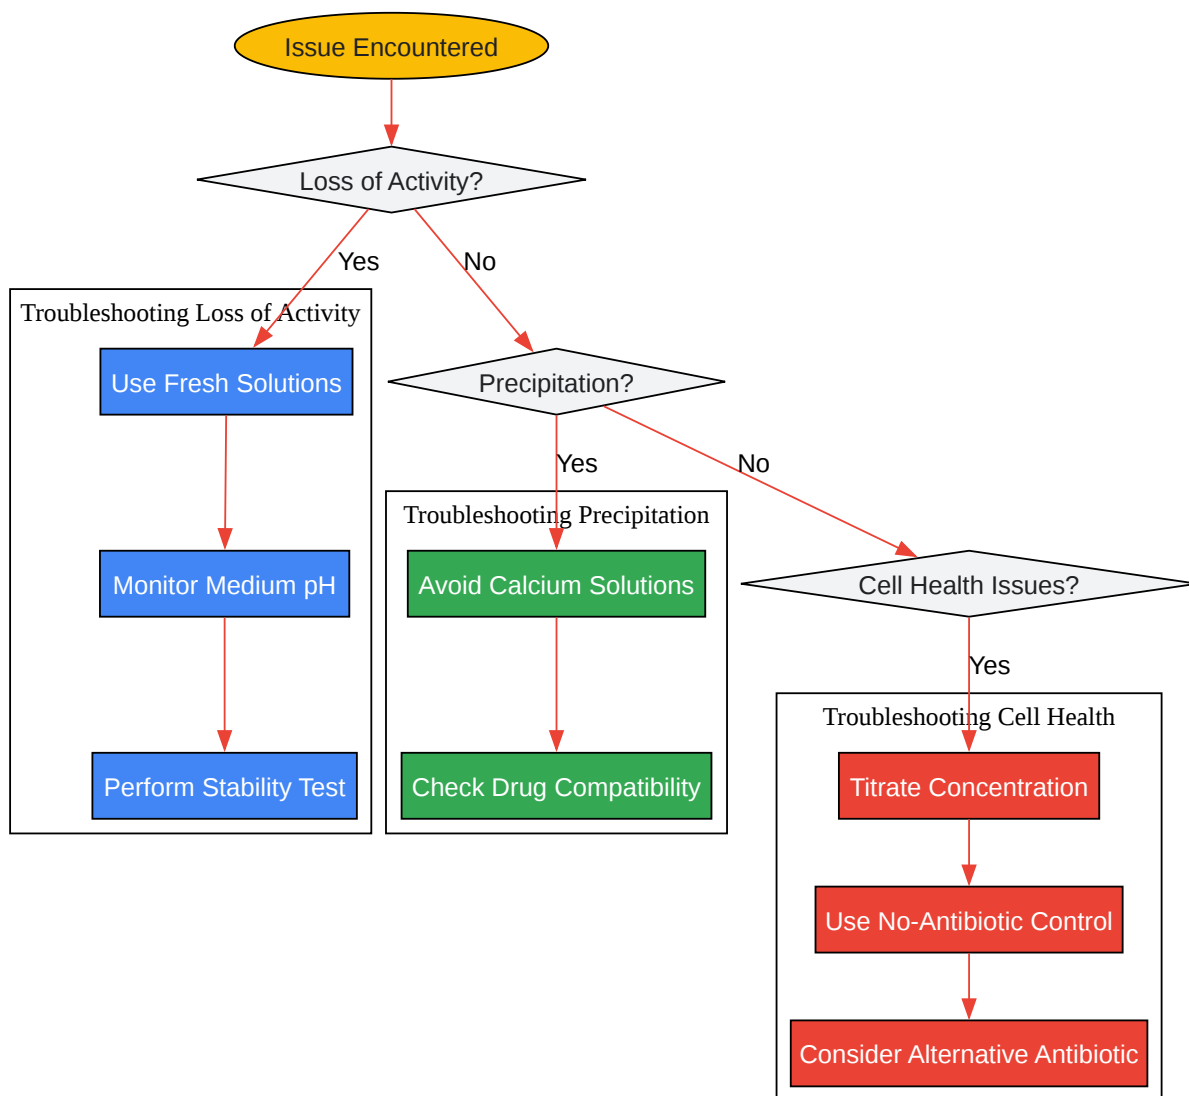 Issue Encountered
Loss of Activity?
Yes
No
Troubleshooting Loss of Activity
Use Fresh Solutions
Monitor Medium pH
Perform Stability Test
Precipitation?
Yes
No
Troubleshooting Precipitation
Avoid Calcium Solutions
Check Drug Compatibility
Cell Health Issues?
Yes
Troubleshooting Cell Health
Titrate Concentration
Use No-Antibiotic Control
Consider Alternative Antibiotic